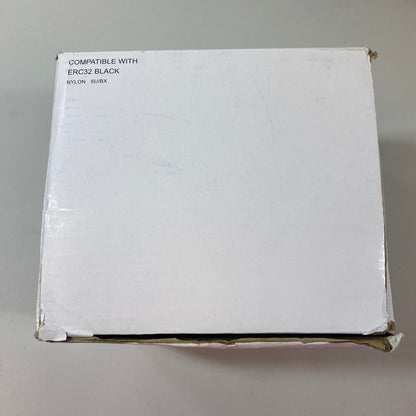 COMPATIBLE WITH
ERC32 BLACK
NYLON 6U/BX